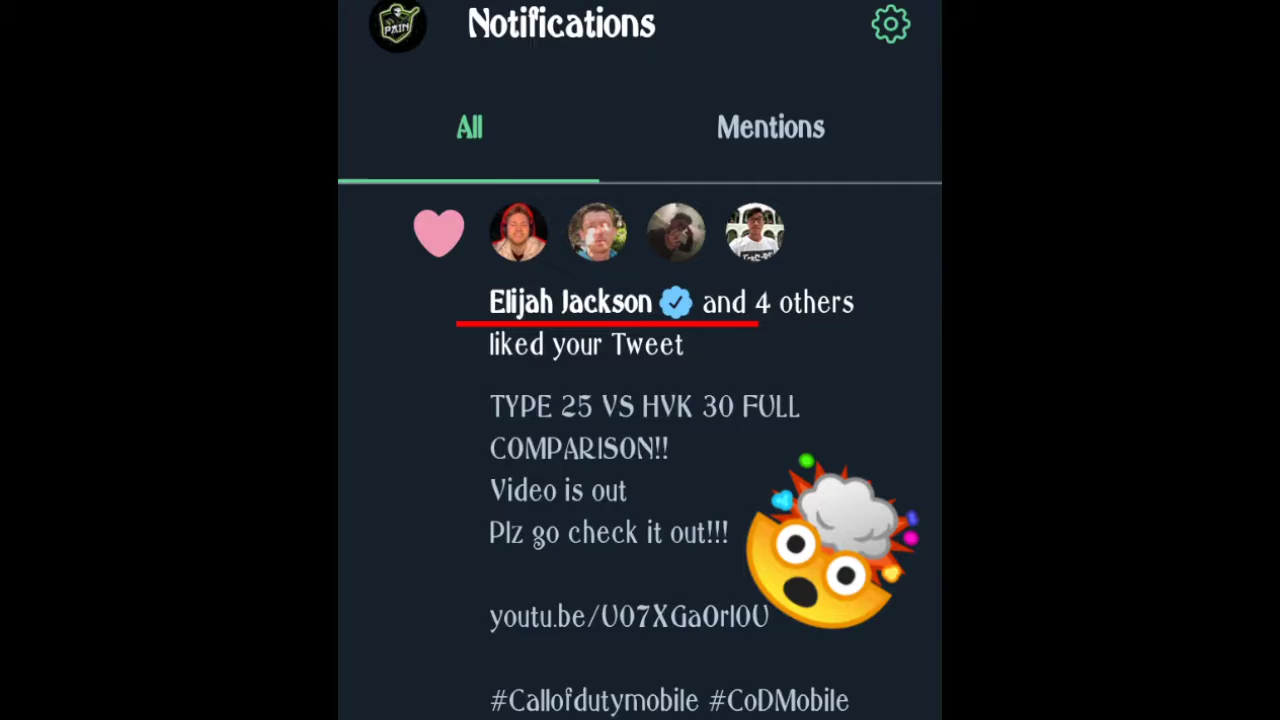 PAIN
Notifications
All
Mentions
Elijah Jackson and 4 others
liked your Tweet
TYPE 25 VS HVK 30 FULL
COMPARISON!!
Video is out
Plz go check it out!!!
youtu.be/U07XGa0rl0U
#Callofdutymobile #CoDMobile